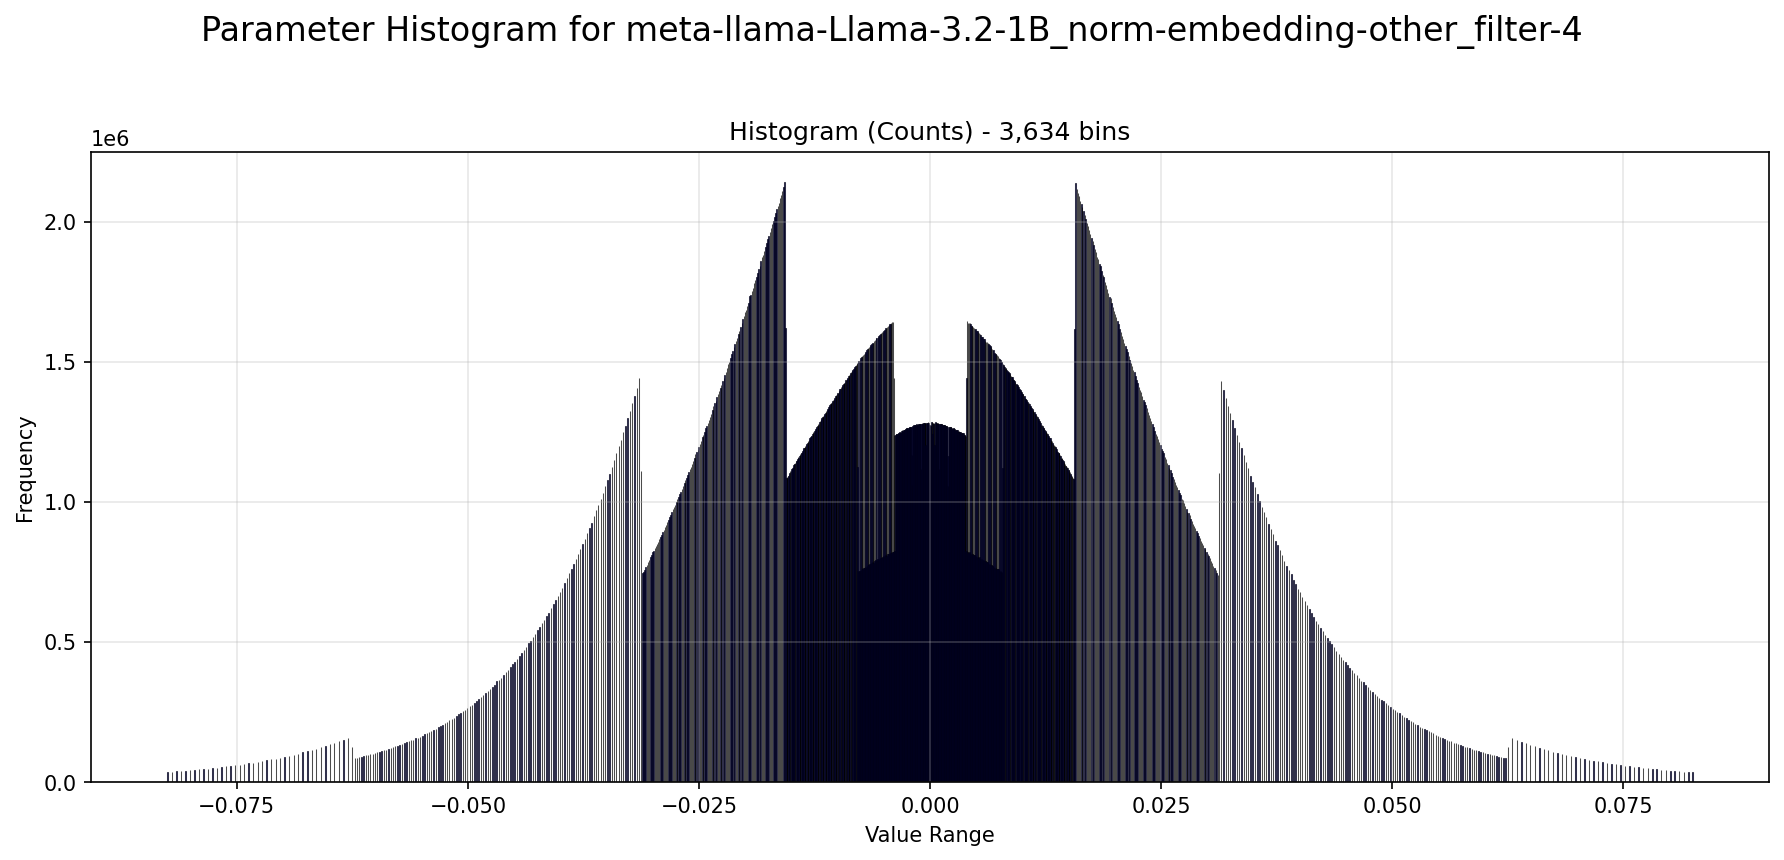 Parameter Histogram for meta-llama-Llama-3.2-1B_norm-embedding-other_filter-4
Histogram (Counts) - 3,634 bins
1e6
2.0
1.5
1.0
0.5
0.0
Frequency
−0.075 −0.050 −0.025 0.000 0.025 0.050 0.075
Value Range